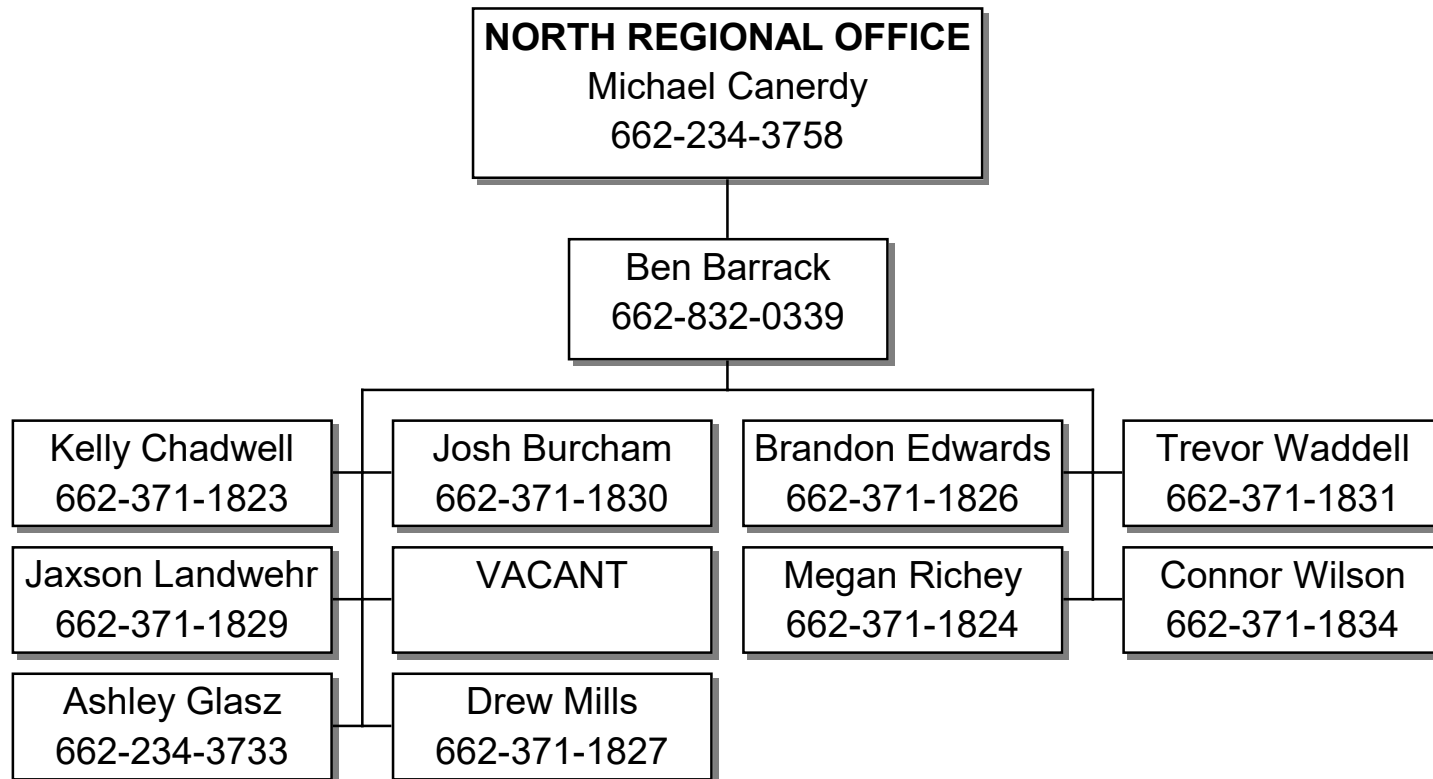 NORTH REGIONAL OFFICE
Michael Canerdy
662-234-3758
Ben Barrack
662-832-0339
Kelly Chadwell
662-371-1823
Josh Burcham
662-371-1830
Brandon Edwards
662-371-1826
Trevor Waddell
662-371-1831
Jaxson Landwehr
662-371-1829
VACANT
Megan Richey
662-371-1824
Connor Wilson
662-371-1834
Ashley Glasz
662-234-3733
Drew Mills
662-371-1827